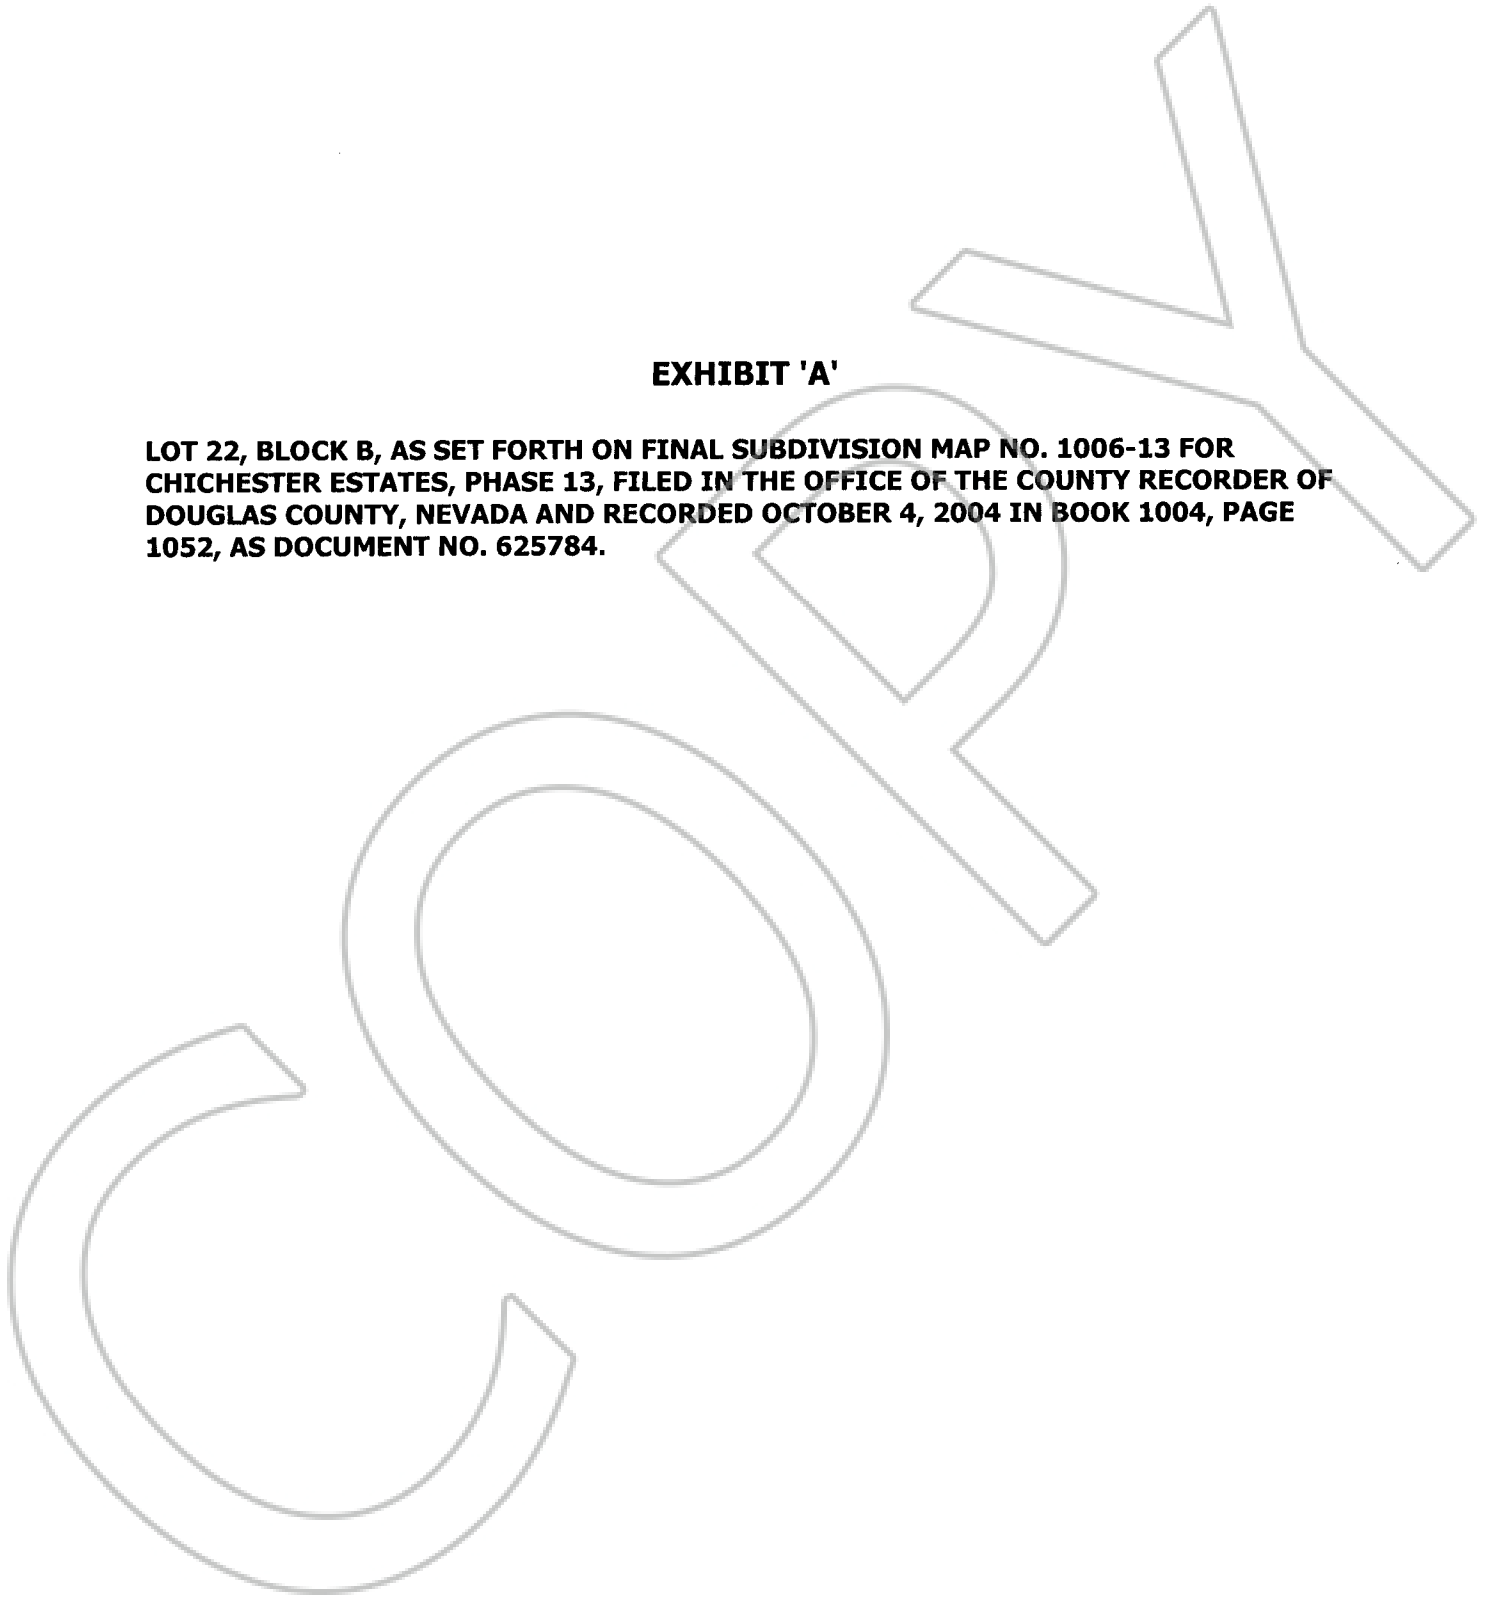 EXHIBIT 'A'
LOT 22, BLOCK B, AS SET FORTH ON FINAL SUBDIVISION MAP NO. 1006-13 FOR
CHICHESTER ESTATES, PHASE 13, FILED IN THE OFFICE OF THE COUNTY RECORDER OF
DOUGLAS COUNTY, NEVADA AND RECORDED OCTOBER 4, 2004 IN BOOK 1004, PAGE
1052, AS DOCUMENT NO. 625784.
COPY